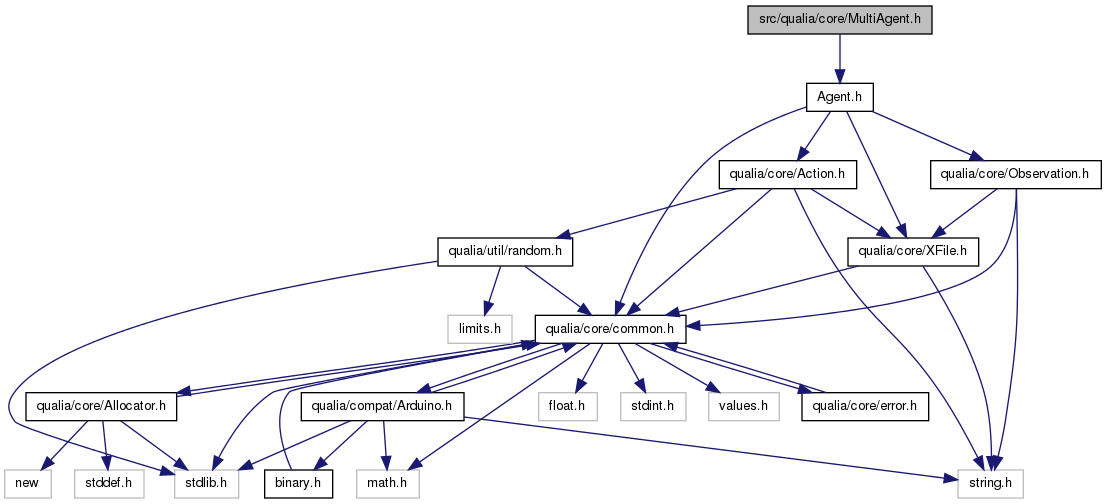 src/qualia/core/MultiAgent.h
Agent.h
qualia/core/Action.h
qualia/core/Observation.h
qualia/util/random.h
qualia/core/XFile.h
limits.h
qualia/core/common.h
qualia/core/Allocator.h
qualia/compat/Arduino.h
float.h
stdint.h
values.h
qualia/core/error.h
new
stddef.h
stdlib.h
binary.h
math.h
string.h